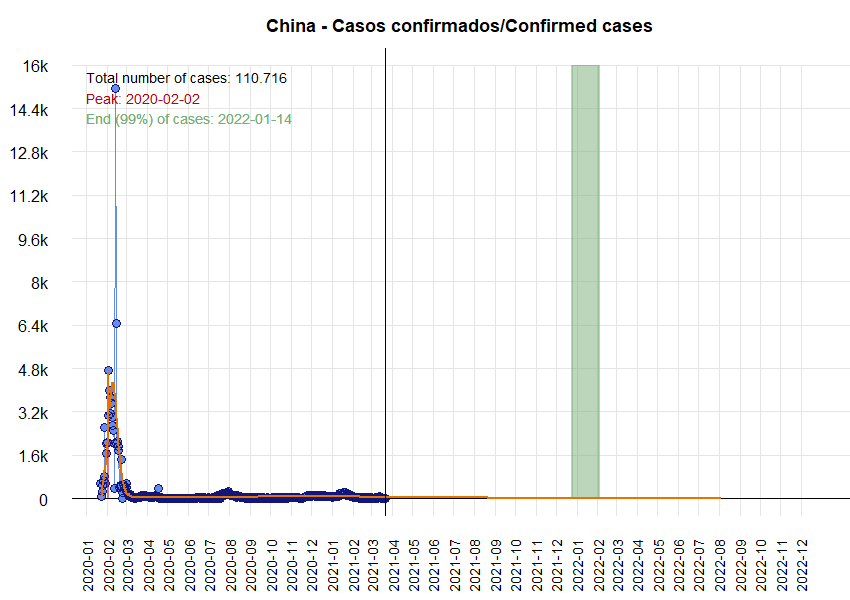 China - Casos confirmados/Confirmed cases
16k
Total number of cases: 110.716
Peak: 2020-02-02
14.4k
End (99%) of cases: 2022-01-14
12.8k
11.2k
9.6k
8k
6.4k
4.8k
3.2k
1.6k
0
2020-01
2020-02
2020-03
2020-04
2020-05
2020-06
2020-07
2020-08
2020-09
2020-10
2020-11
2020-12
2021-01
2021-02
2021-03
2021-04
2021-05
2021-06
2021-07
2021-08
2021-09
2021-10
2021-11
2021-12
2022-01
2022-02
2022-03
2022-04
2022-05
2022-06
2022-07
2022-08
2022-09
2022-10
2022-11
2022-12